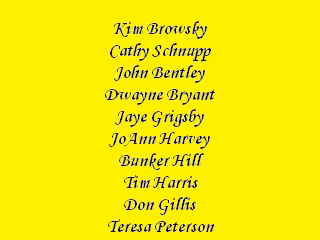 Kim Browsky
Cathy Schnupp
John Bentley
Dwayne Bryant
Jaye Grigsby
JoAnn Harvey
Bunker Hill
Tim Harris
Don Gillis
Teresa Peterson